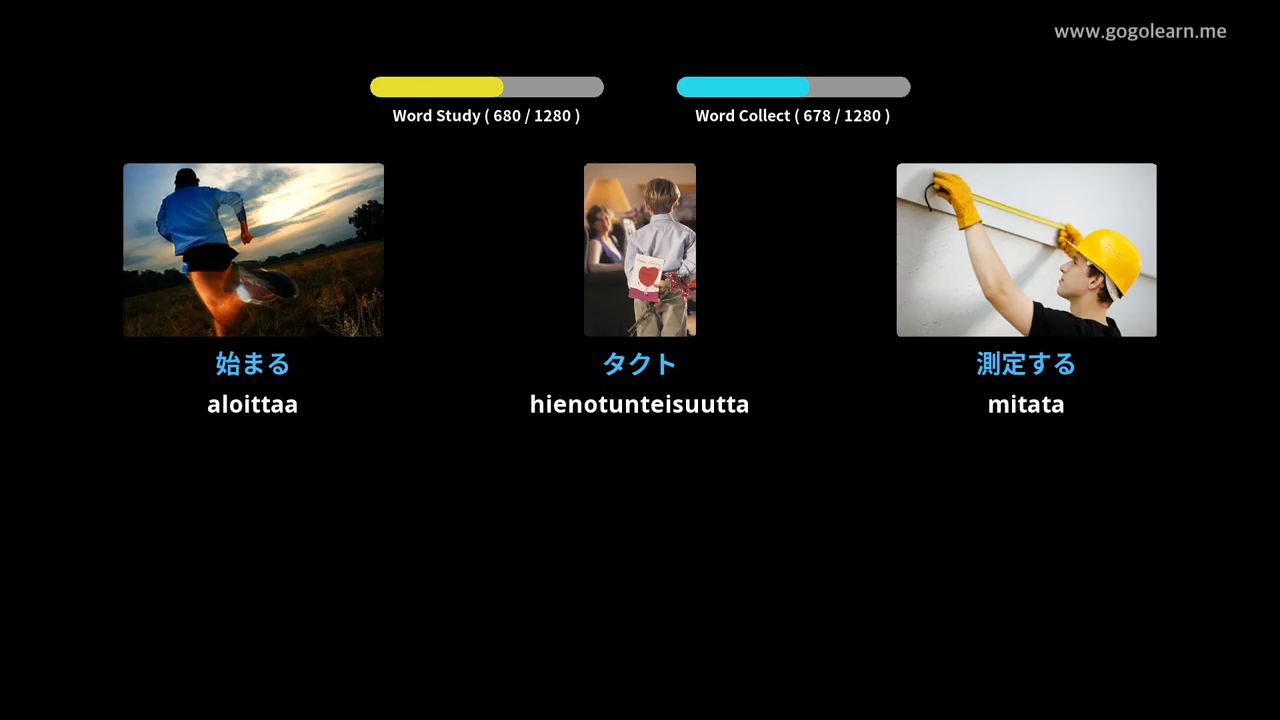 www.gogolearn.me
Word Study ( 680 / 1280 )
Word Collect ( 678 / 1280 )
始まる
タクト
測定する
aloittaa
hienotunteisuutta
mitata